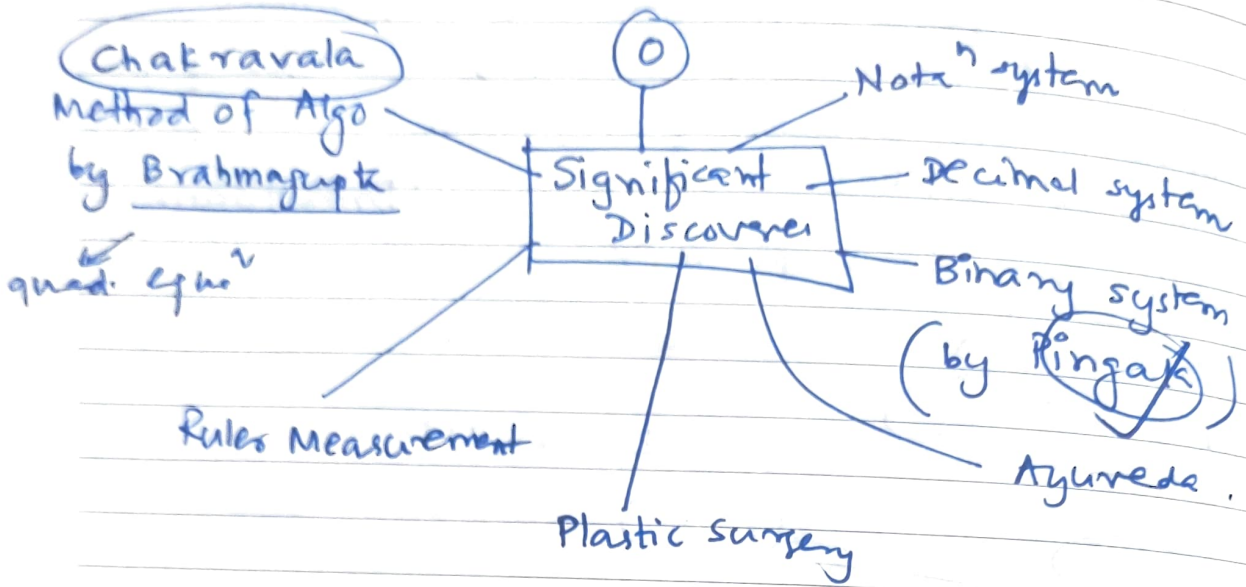 Chakravala
Method of Algo
by Brahmagupta
quad. eqnⁿ
0
Notaⁿ system
Significant
Discoveries
Decimal system
Binary system
(by Pingala)
Ruler Measurement
Plastic surgery
Ayurveda.